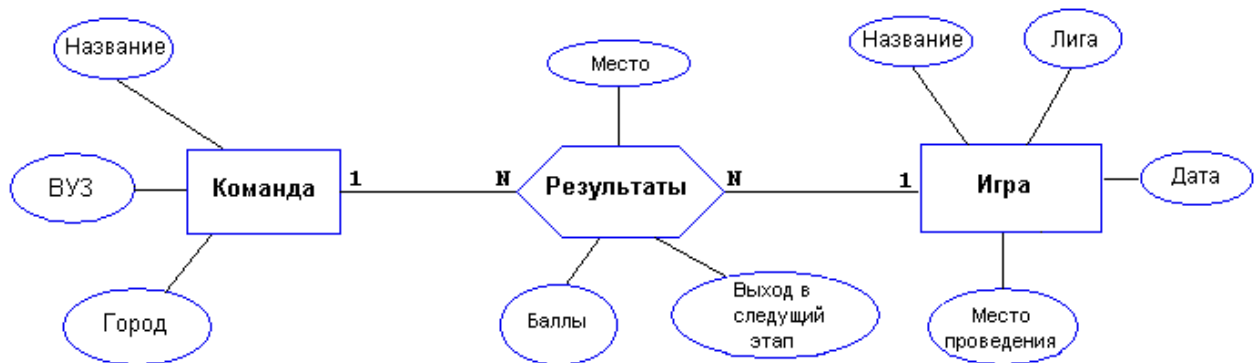 Название
Название
Лига
Место
ВУЗ
Команда
1
N
Результаты
N
1
Игра
Дата
Город
Баллы
Выход в
следущий
этап
Место
проведения